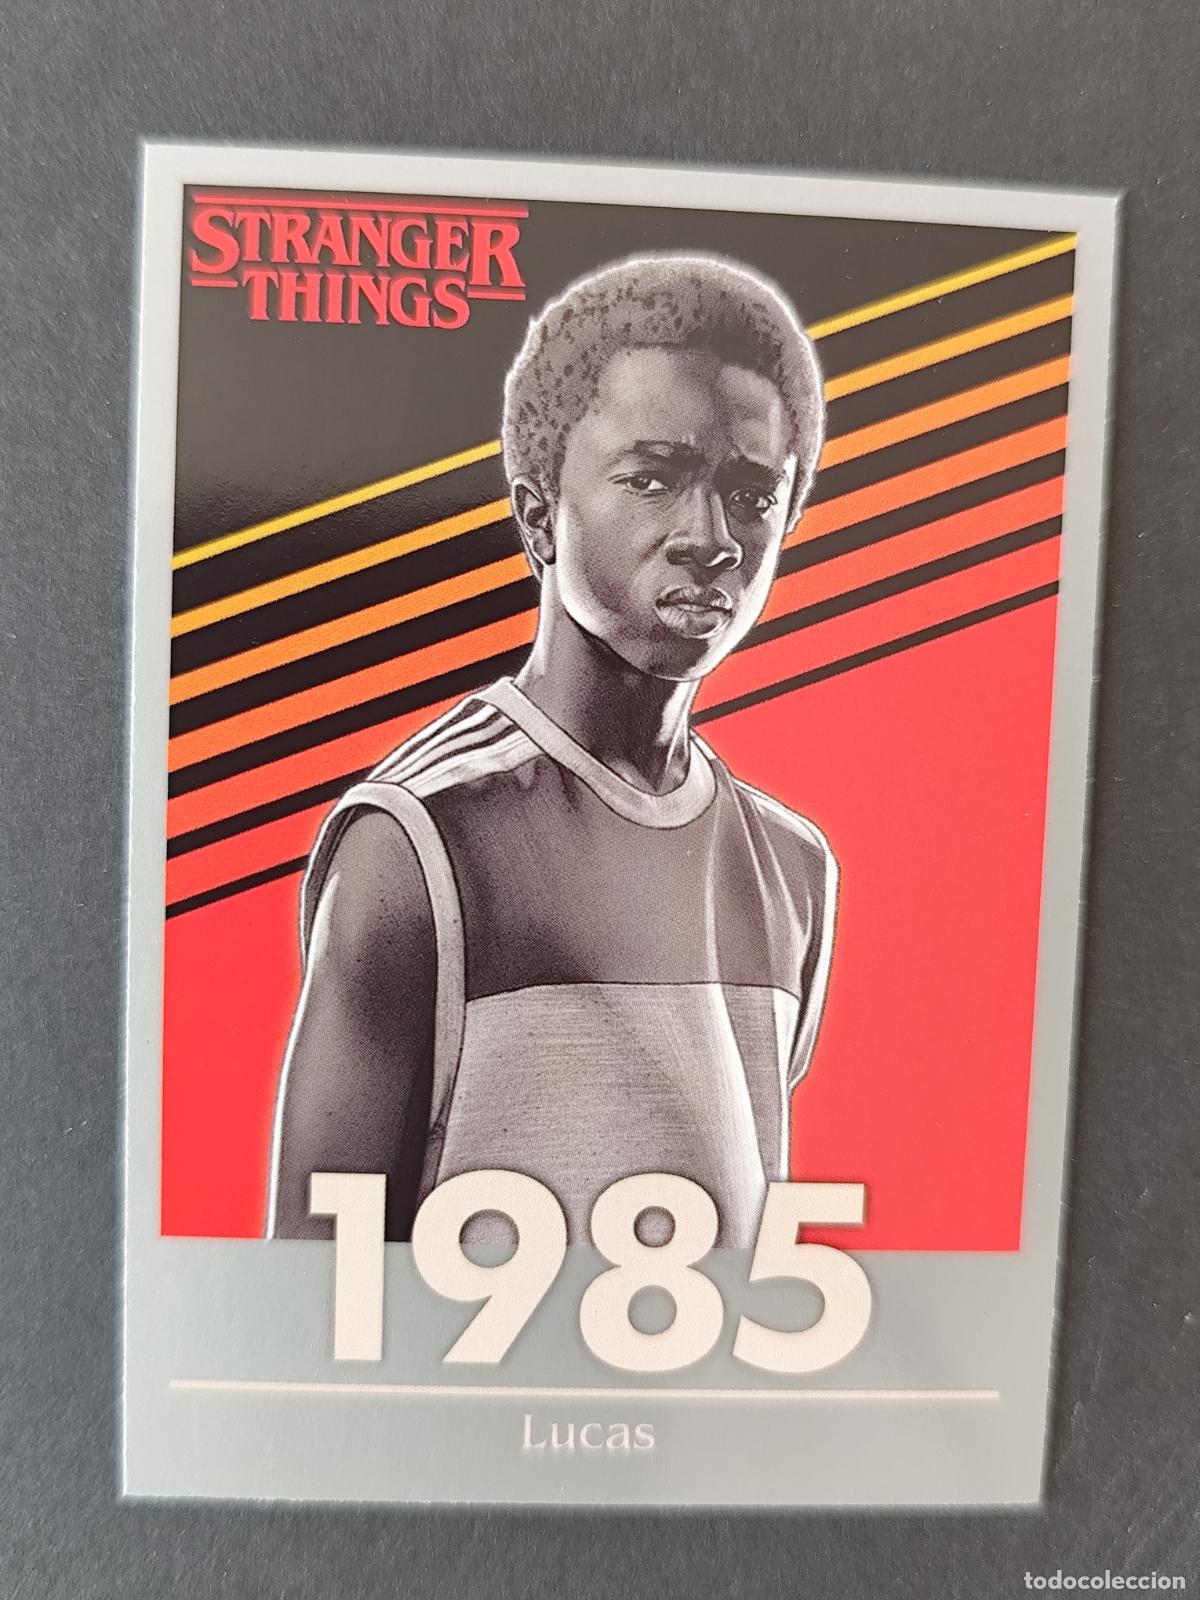 STRANGER
THINGS
1985
Lucas
todocoleccion